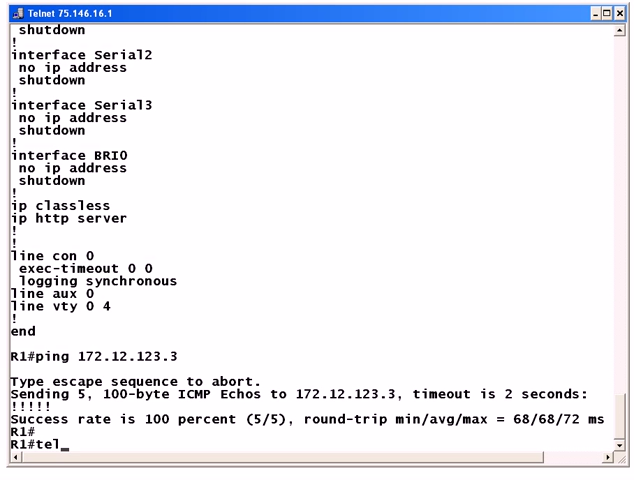 Telnet 75.146.16.1
 shutdown
!
interface Serial2
 no ip address
 shutdown
!
interface Serial3
 no ip address
 shutdown
!
interface BRI0
 no ip address
 shutdown
!
ip classless
ip http server
!
!
line con 0
 exec-timeout 0 0
 logging synchronous
line aux 0
line vty 0 4
!
end
R1#ping 172.12.123.3
Type escape sequence to abort.
Sending 5, 100-byte ICMP Echos to 172.12.123.3, timeout is 2 seconds:
!!!!!
Success rate is 100 percent (5/5), round-trip min/avg/max = 68/68/72 ms
R1#
R1#tel_